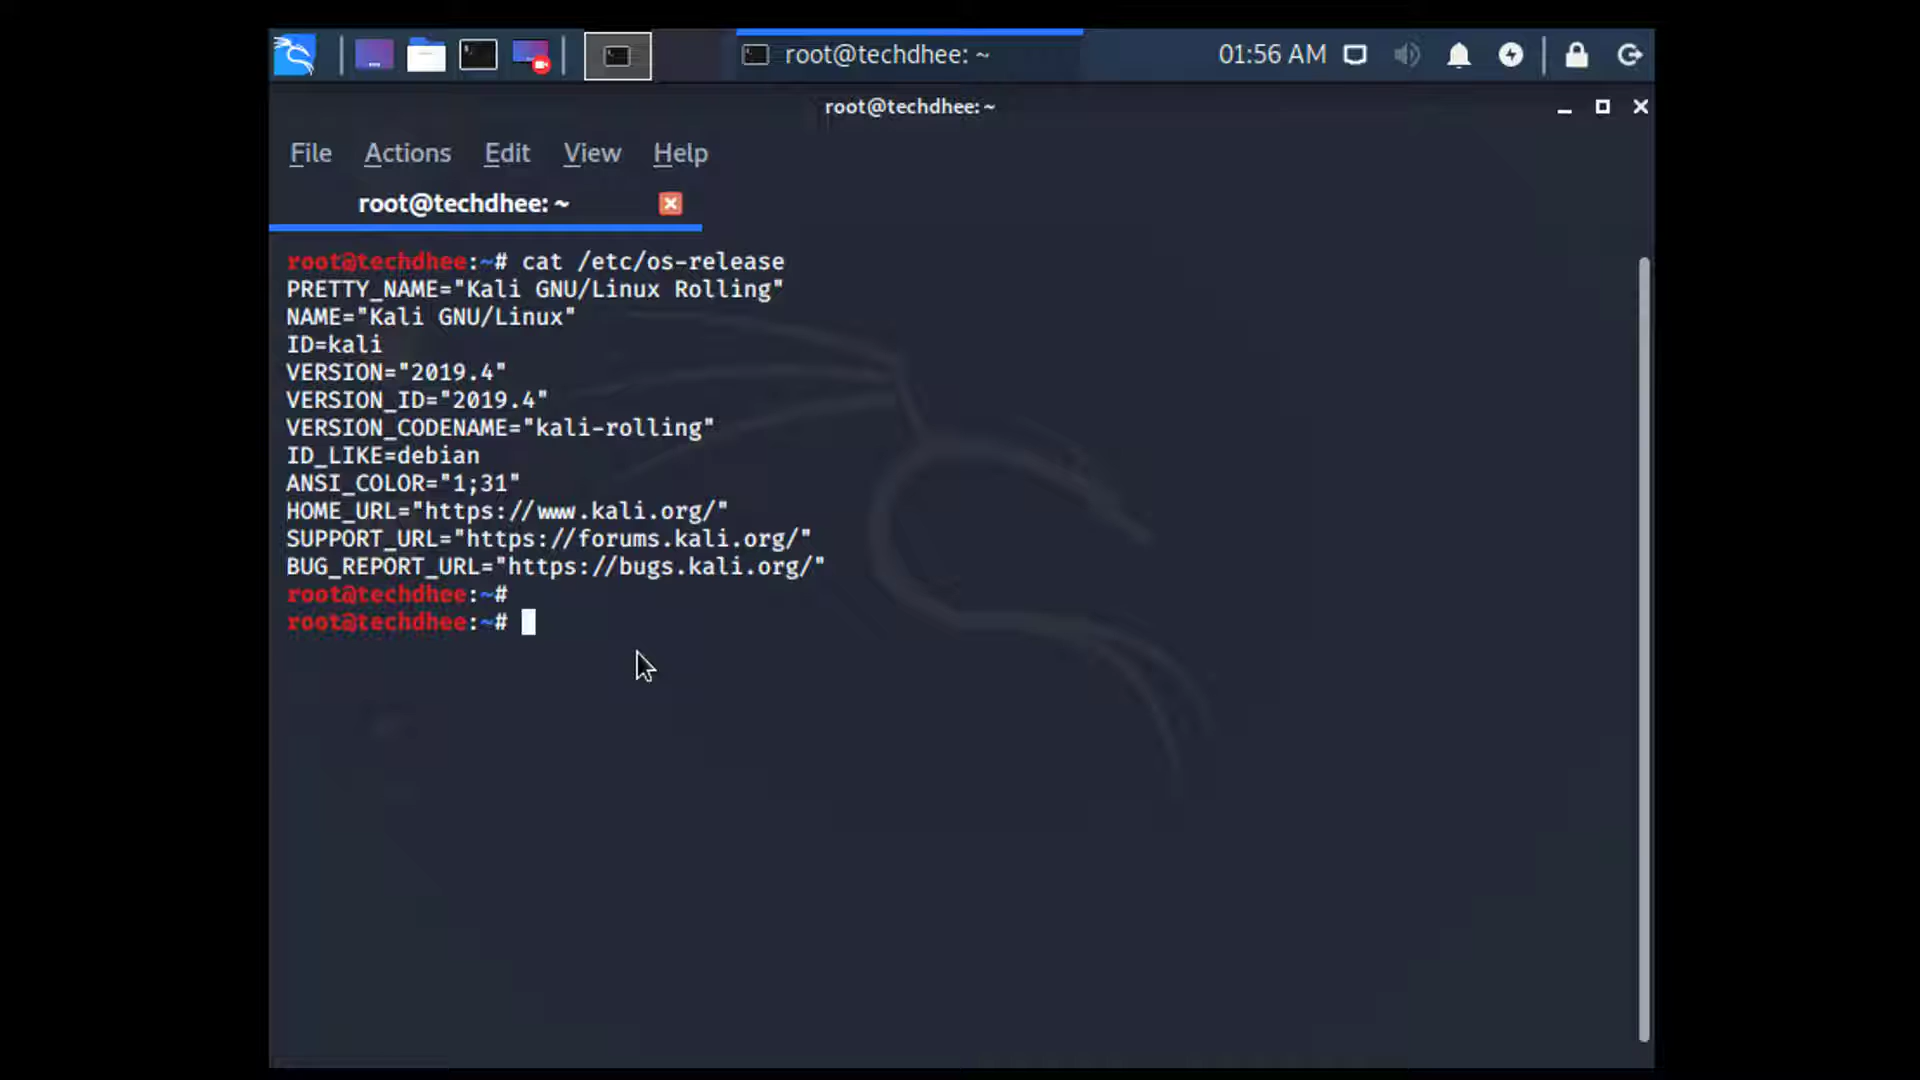 root@techdhee: ~
01:56 AM
root@techdhee: ~
File Actions Edit View Help
root@techdhee: ~
root@techdhee:~# cat /etc/os-release
PRETTY_NAME="Kali GNU/Linux Rolling"
NAME="Kali GNU/Linux"
ID=kali
VERSION="2019.4"
VERSION_ID="2019.4"
VERSION_CODENAME="kali-rolling"
ID_LIKE=debian
ANSI_COLOR="1;31"
HOME_URL="https://www.kali.org/"
SUPPORT_URL="https://forums.kali.org/"
BUG_REPORT_URL="https://bugs.kali.org/"
root@techdhee:~#
root@techdhee:~#